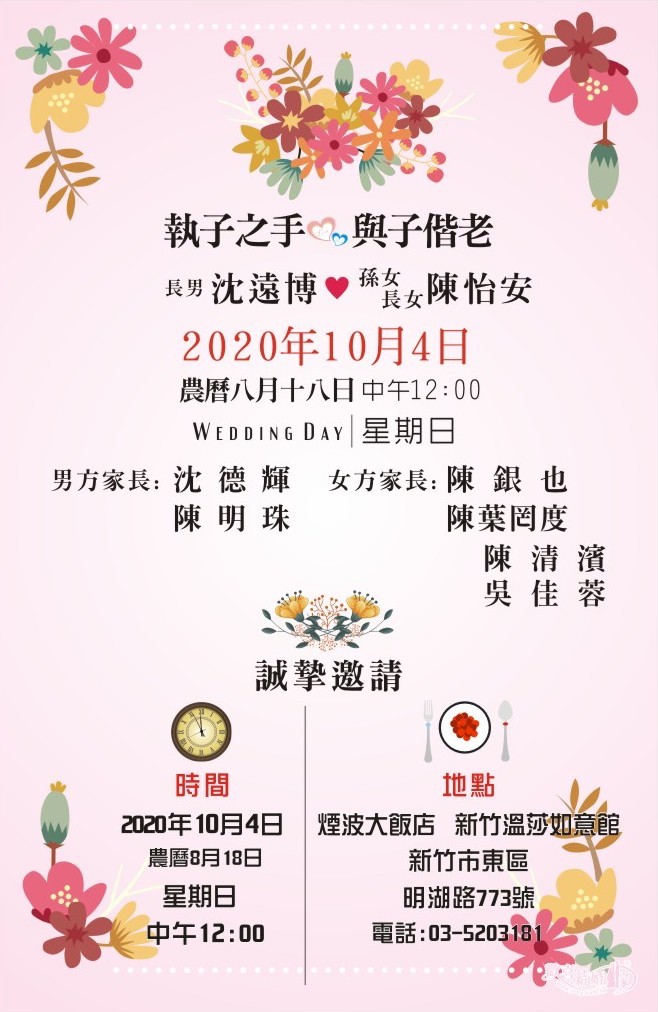 執子之手 與子偕老
長男 沈遠博 孫女 長女 陳怡安
2020年10月4日
農曆八月十八日 中午12:00
WEDDING DAY 星期日
男方家長: 沈德輝 女方家長: 陳銀也
陳明珠 陳葉罔度
陳清濱
吳佳蓉
誠摯邀請
時間
2020年10月4日
農曆8月18日
星期日
中午12:00
地點
煙波大飯店 新竹溫莎如意館
新竹市東區
明湖路773號
電話:03-5203181